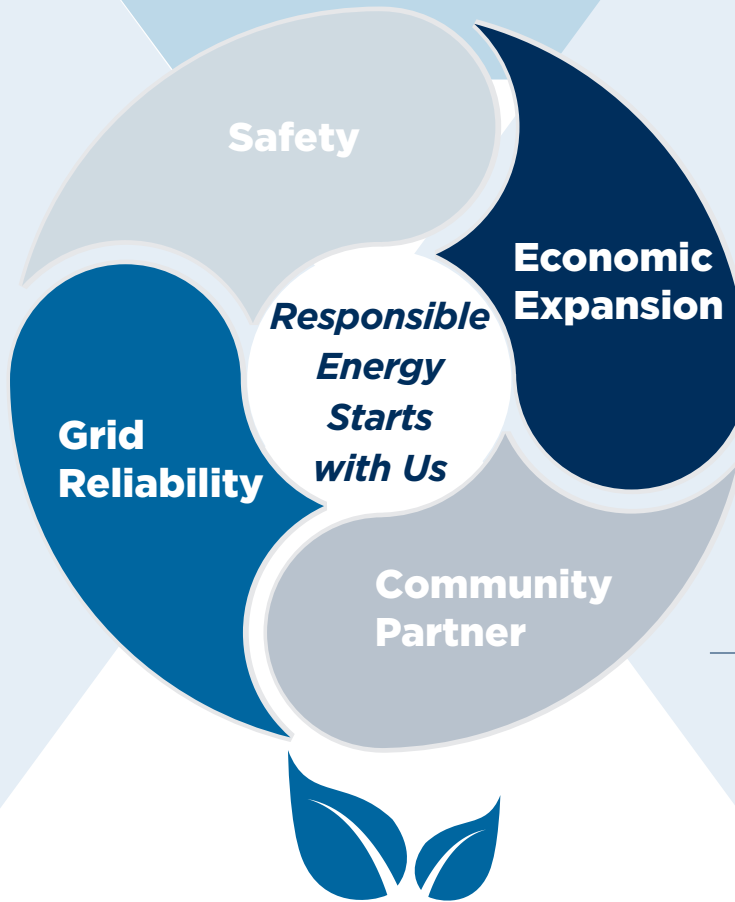 Safety
Economic
Expansion
Responsible
Energy
Starts
with Us
Grid
Reliability
Community
Partner